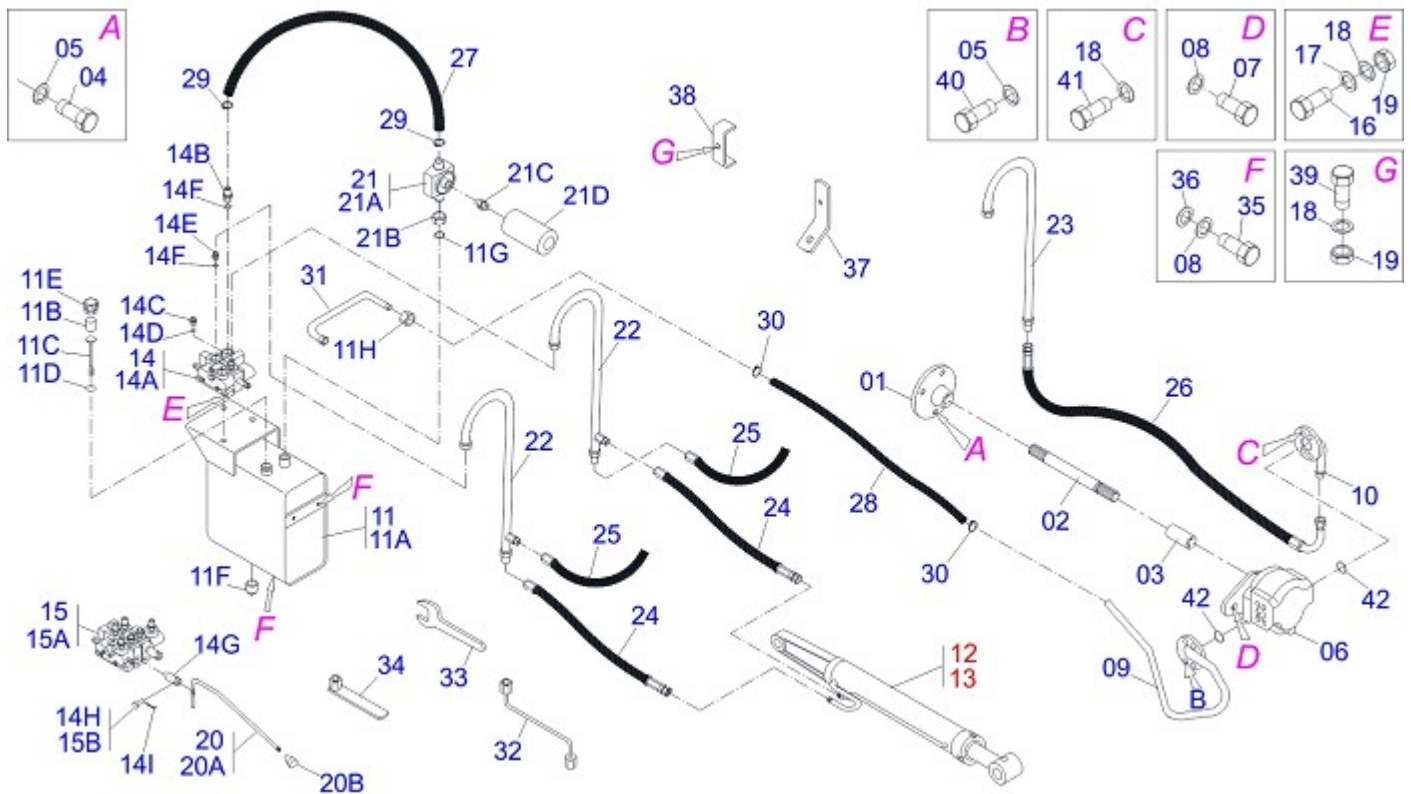 A
05
04
29
27
29
14B
14F
14E
14F
21
21A
21C
21D
21B
11G
38
G
37
B
05
40
C
18
41
D
08
07
E
18
17
19
16
F
36
08
35
G
39
18
19
23
11E
11B
11C
11D
14C
14D
14
14A
E
31
11H
22
30
01
A
26
C
10
02
03
42
42
06
D
B
09
22
25
24
28
30
F
11
11A
11F
F
25
24
15
15A
14G
14H
15B
14I
20
20A
20B
34
33
32
12
13